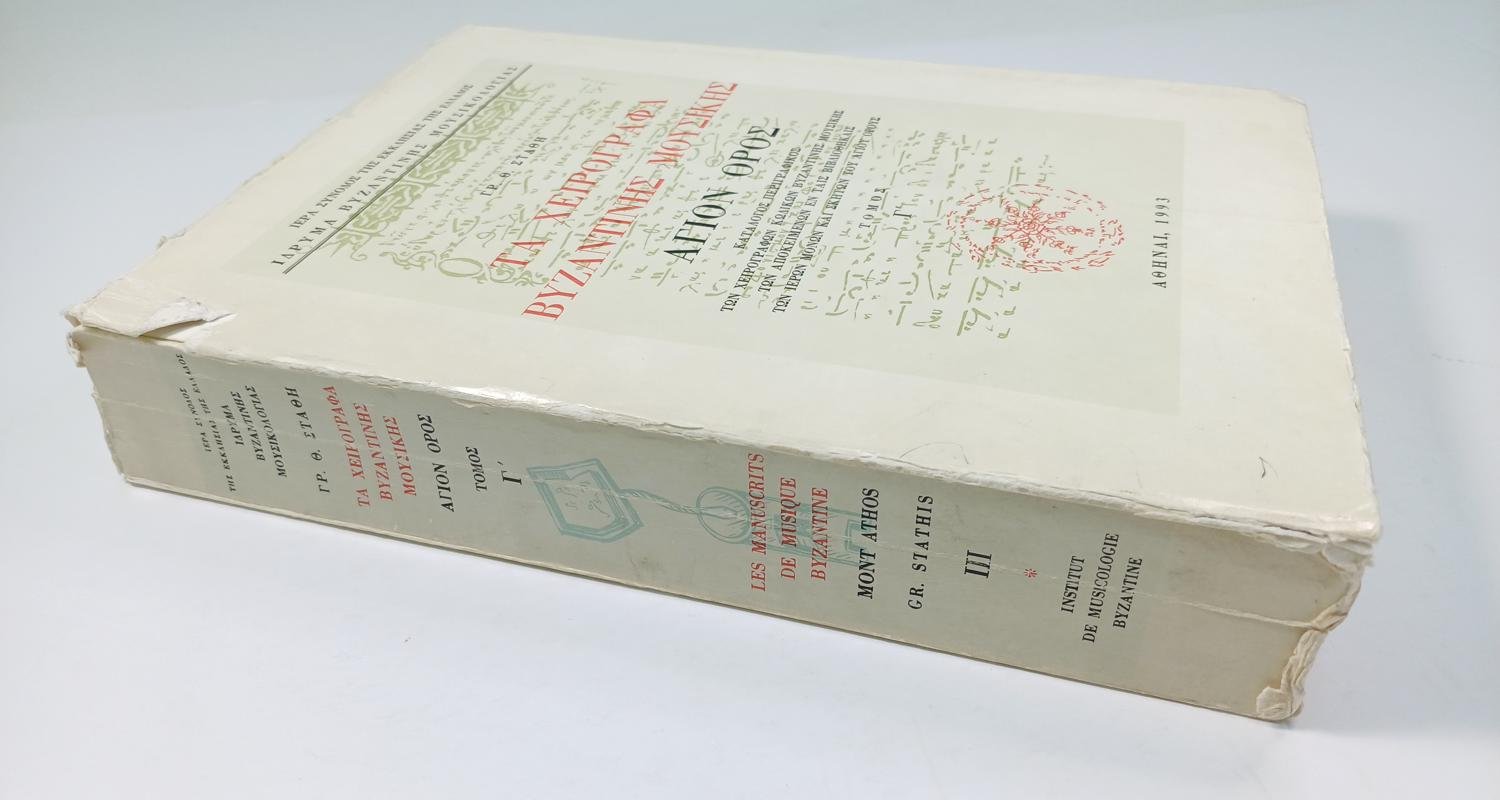 ΙΕΡΑ ΣΥΝΟΔΟΣ ΤΗΣ ΕΚΚΛΗΣΙΑΣ ΤΗΣ ΕΛΛΑΔΟΣ
ΙΔΡΥΜΑ ΒΥΖΑΝΤΙΝΗΣ ΜΟΥΣΙΚΟΛΟΓΙΑΣ
ΓΡ. Θ. ΣΤΑΘΗ
ΤΑ ΧΕΙΡΟΓΡΑΦΑ
ΒΥΖΑΝΤΙΝΗΣ ΜΟΥΣΙΚΗΣ
ΑΓΙΟΝ ΟΡΟΣ
ΚΑΤΑΛΟΓΟΣ ΠΕΡΙΓΡΑΦΙΚΟΣ
ΤΩΝ ΧΕΙΡΟΓΡΑΦΩΝ ΚΩΔΙΚΩΝ ΒΥΖΑΝΤΙΝΗΣ ΜΟΥΣΙΚΗΣ
ΤΩΝ ΑΠΟΚΕΙΜΕΝΩΝ ΕΝ ΤΑΙΣ ΒΙΒΛΙΟΘΗΚΑΙΣ
ΤΩΝ ΙΕΡΩΝ ΜΟΝΩΝ ΚΑΙ ΣΚΗΤΩΝ ΤΟΥ ΑΓΙΟΥ ΟΡΟΥΣ
ΤΟΜΟΣ
Γ´
ΑΘΗΝΑΙ, 1993
ΙΕΡΑ ΣΥΝΟΔΟΣ
ΤΗΣ ΕΚΚΛΗΣΙΑΣ ΤΗΣ ΕΛΛΑΔΟΣ
ΙΔΡΥΜΑ
ΒΥΖΑΝΤΙΝΗΣ
ΜΟΥΣΙΚΟΛΟΓΙΑΣ
ΓΡ. Θ. ΣΤΑΘΗ
ΤΑ ΧΕΙΡΟΓΡΑΦΑ
ΒΥΖΑΝΤΙΝΗΣ
ΜΟΥΣΙΚΗΣ
ΑΓΙΟΝ ΟΡΟΣ
ΤΟΜΟΣ
Γ´
LES MANUSCRITS
DE MUSIQUE
BYZANTINE
MONT ATHOS
GR. STATHIS
III
*
INSTITUT
DE MUSICOLOGIE
BYZANTINE